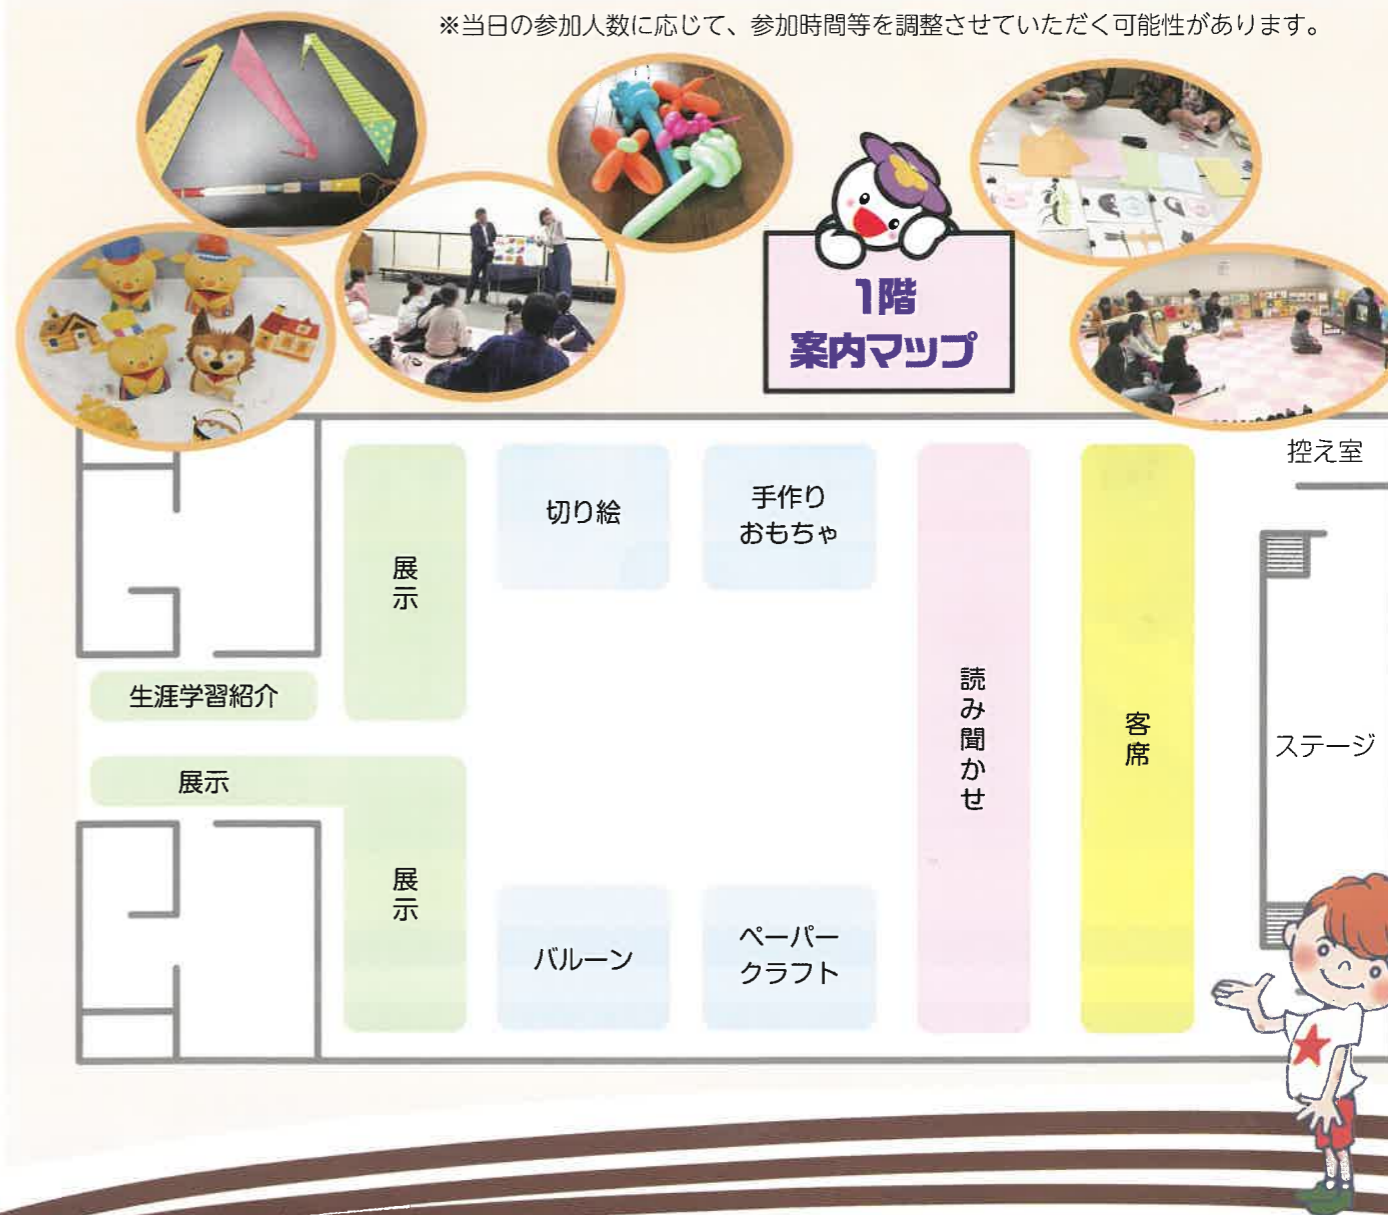 ※当日の参加人数に応じて、参加時間等を調整させていただく可能性があります。
1階
案内マップ
控え室
切り絵
手作り
おもちゃ
展示
生涯学習紹介
読み聞かせ
客席
ステージ
展示
展示
バルーン
ペーパー
クラフト